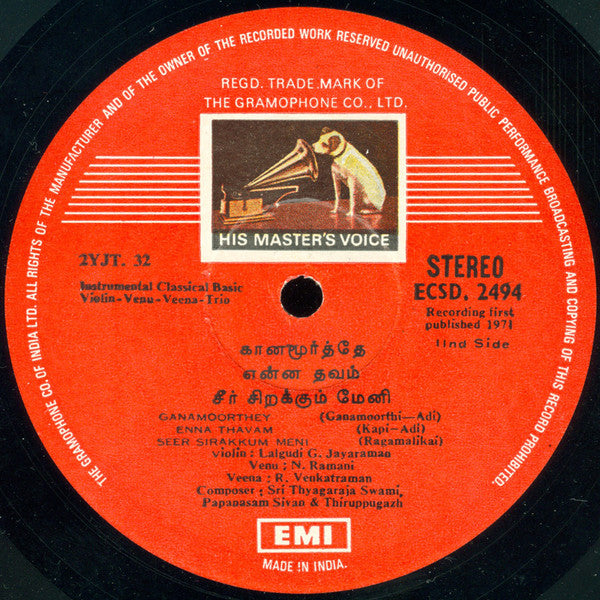 THE GRAMOPHONE CO. OF INDIA LTD. ALL RIGHTS OF THE MANUFACTURER AND OF THE OWNER OF THE RECORDED WORK RESERVED UNAUTHORISED PUBLIC PERFORMANCE BROADCASTING AND COPYING OF THIS RECORD PROHIBITED.
REGD. TRADE MARK OF
THE GRAMOPHONE CO., LTD.
HIS MASTER'S VOICE
2YJT. 32
Instrumental Classical Basic
Violin-Venu-Veena-Trio
STEREO
ECSD. 2494
Recording first
published 1971
IInd Side
கானமூர்த்தே
என்ன தவம்
சீர் சிறக்கும் மேனி
GANAMOORTHEY (Ganamoorthi—Adi)
ENNA THAVAM (Kapi-Adi)
SEER SIRAKKUM MENI (Ragamalikai)
violin : Lalgudi G. Jayaraman
Venu ; N. Ramani
Veena ; R. Venkatraman
Composer ; Sri Thyagaraja Swami,
Papanasam Sivan & Thiruppugazh
EMI
MADE IN INDIA.